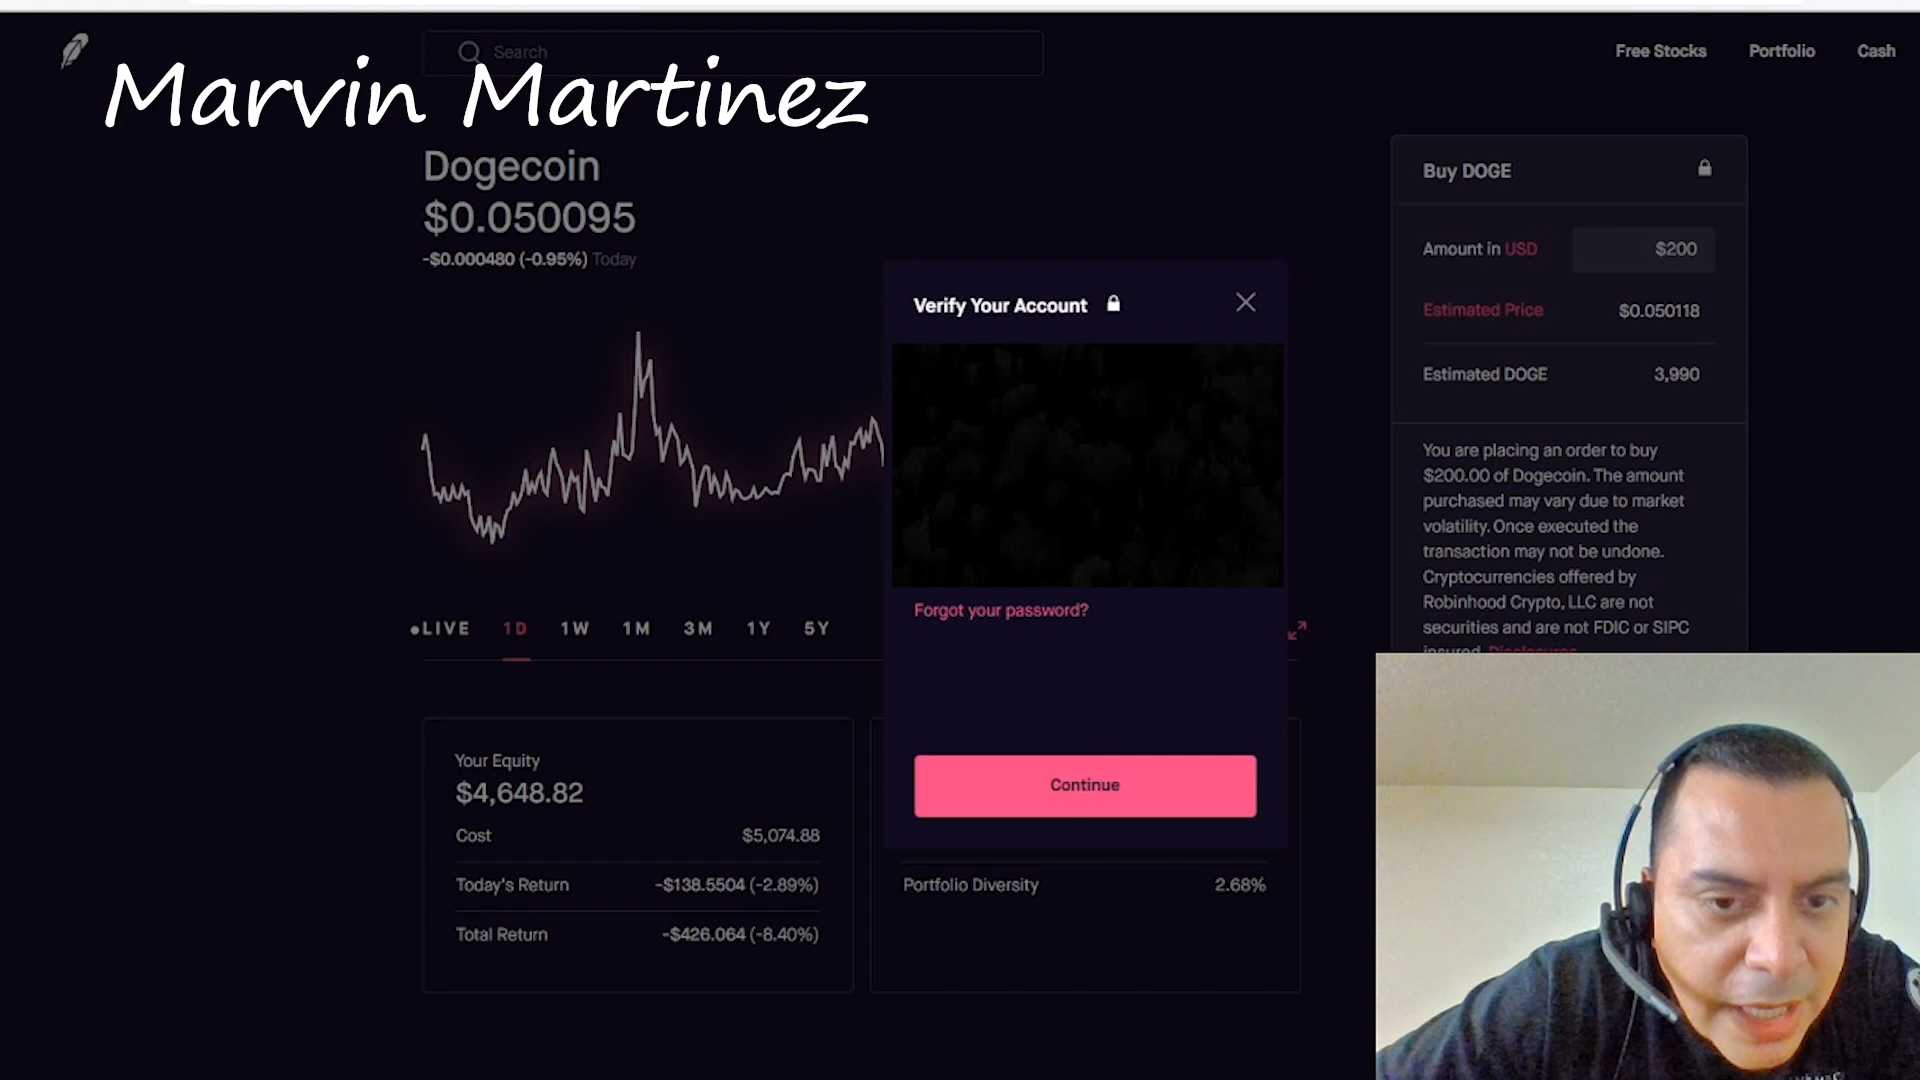 Search
Free Stocks
Portfolio
Cash
Marvin Martinez
Dogecoin
$0.050095
-$0.000480 (-0.95%) Today
LIVE 1D 1W 1M 3M 1Y 5Y
Your Equity
$4,648.82
Cost $5,074.88
Today's Return -$138.5504 (-2.89%)
Total Return -$426.064 (-8.40%)
Portfolio Diversity 2.68%
Verify Your Account
Forgot your password?
Continue
Buy DOGE
Amount in USD $200
Estimated Price $0.050118
Estimated DOGE 3,990
You are placing an order to buy
$200.00 of Dogecoin. The amount
purchased may vary due to market
volatility. Once executed the
transaction may not be undone.
Cryptocurrencies offered by
Robinhood Crypto, LLC are not
securities and are not FDIC or SIPC
insured. Disclosures